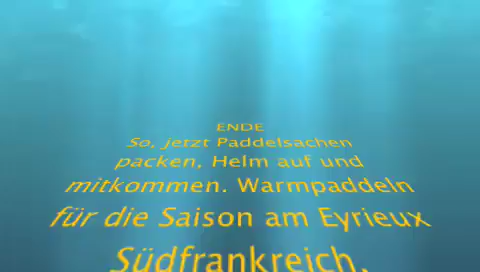 ENDE
So, jetzt Paddelsachen
packen, Helm auf und
mitkommen. Warmpaddeln
für die Saison am Eyrieux
Südfrankreich.